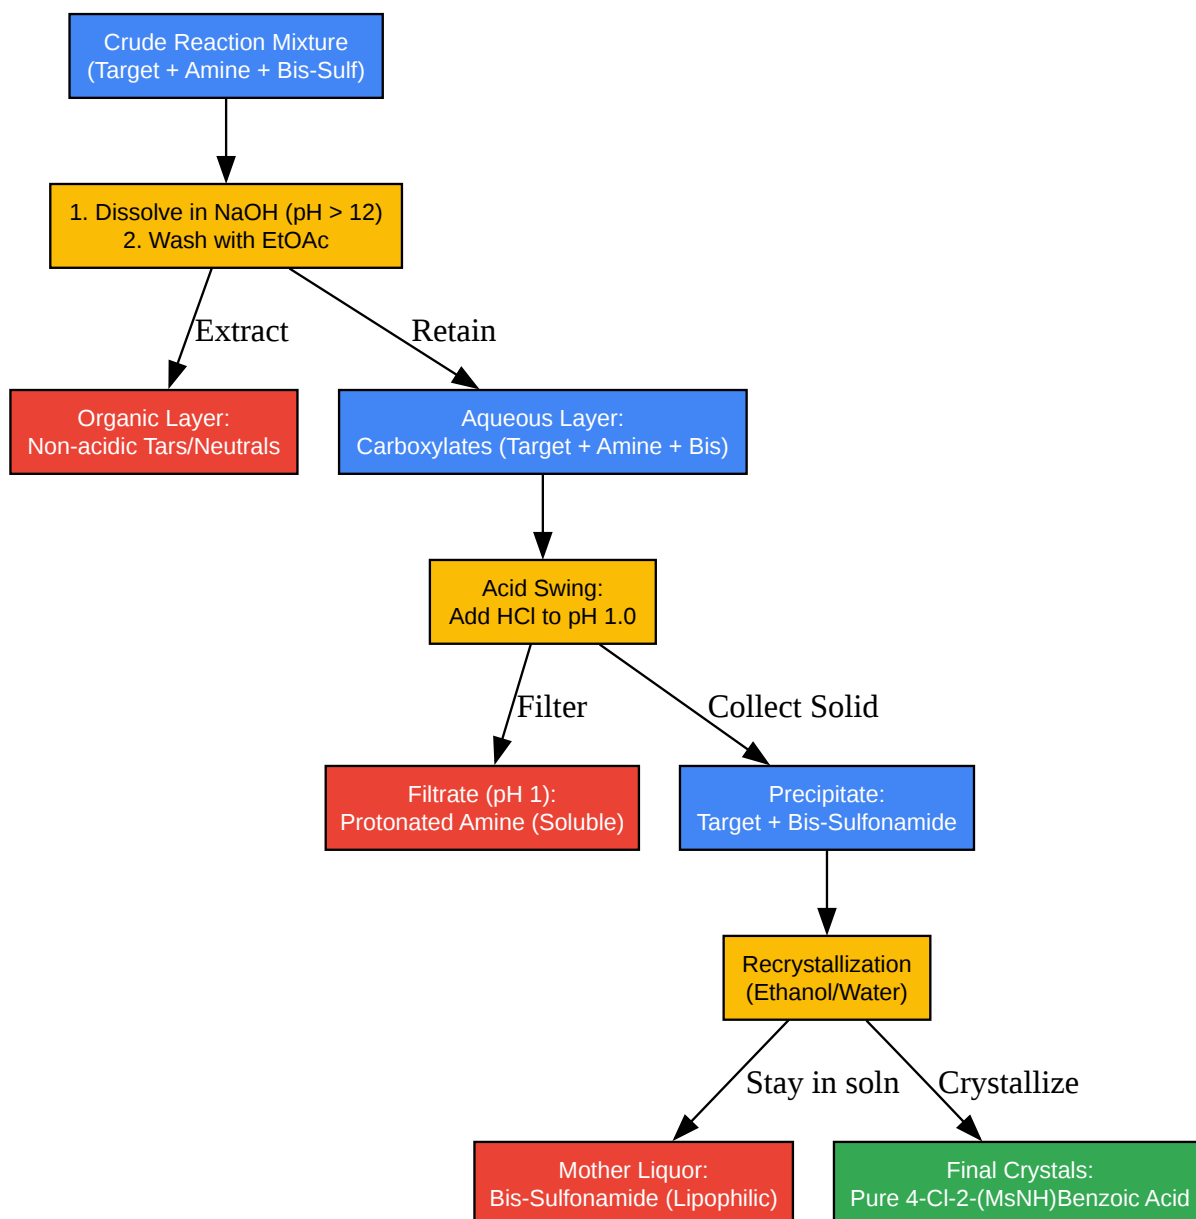 Crude Reaction Mixture
(Target + Amine + Bis-Sulf)
1. Dissolve in NaOH (pH > 12)
2. Wash with EtOAc
Extract
Retain
Organic Layer:
Non-acidic Tars/Neutrals
Aqueous Layer:
Carboxylates (Target + Amine + Bis)
Acid Swing:
Add HCl to pH 1.0
Filter
Collect Solid
Filtrate (pH 1):
Protonated Amine (Soluble)
Precipitate:
Target + Bis-Sulfonamide
Recrystallization
(Ethanol/Water)
Stay in soln
Crystallize
Mother Liquor:
Bis-Sulfonamide (Lipophilic)
Final Crystals:
Pure 4-Cl-2-(MsNH)Benzoic Acid